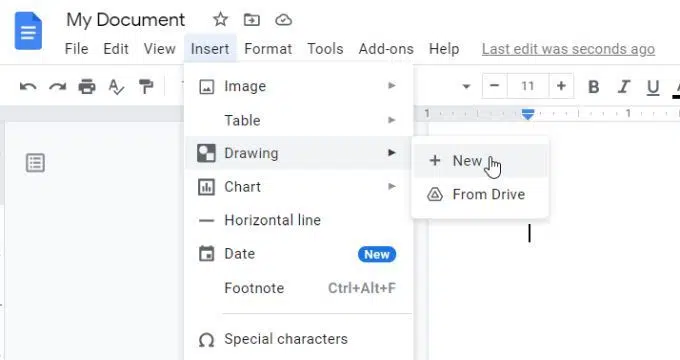 My Document
File Edit View Insert Format Tools Add-ons Help Last edit was seconds ago
11 B I U A
1 1
Image
Table
Drawing
New
Chart
From Drive
Horizontal line
Date New
Footnote Ctrl+Alt+F
Special characters